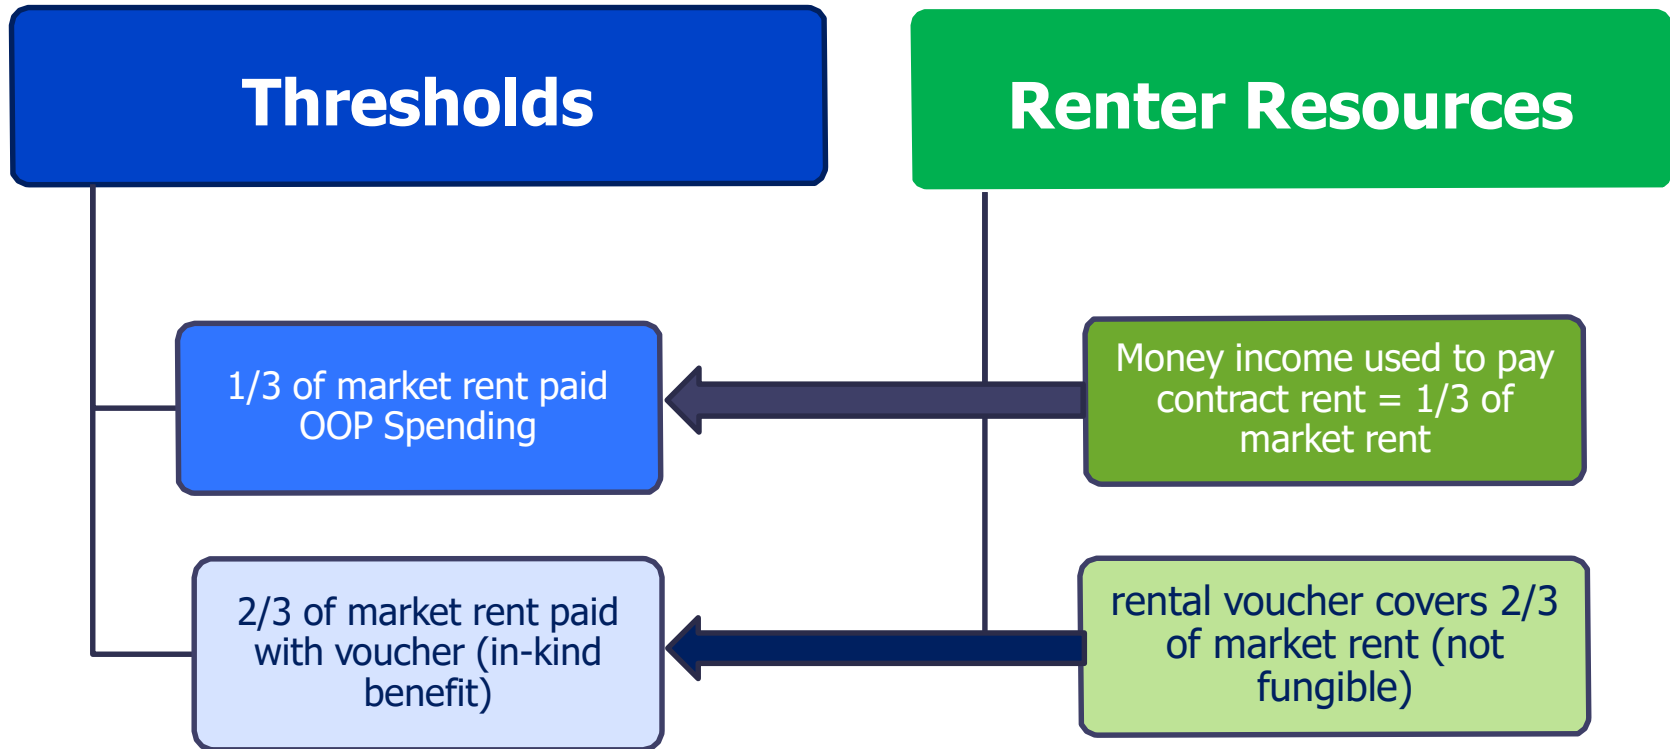 Thresholds
Renter Resources
1/3 of market rent paid
OOP Spending
Money income used to pay
contract rent = 1/3 of
market rent
2/3 of market rent paid
with voucher (in-kind
benefit)
rental voucher covers 2/3
of market rent (not
fungible)